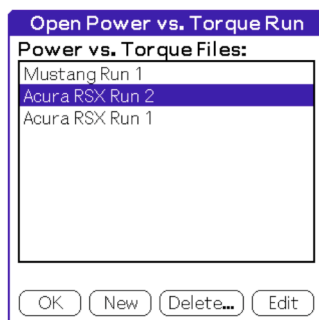 Open Power vs. Torque Run
Power vs. Torque Files:
Mustang Run 1
Acura RSX Run 2
Acura RSX Run 1
OK New Delete... Edit